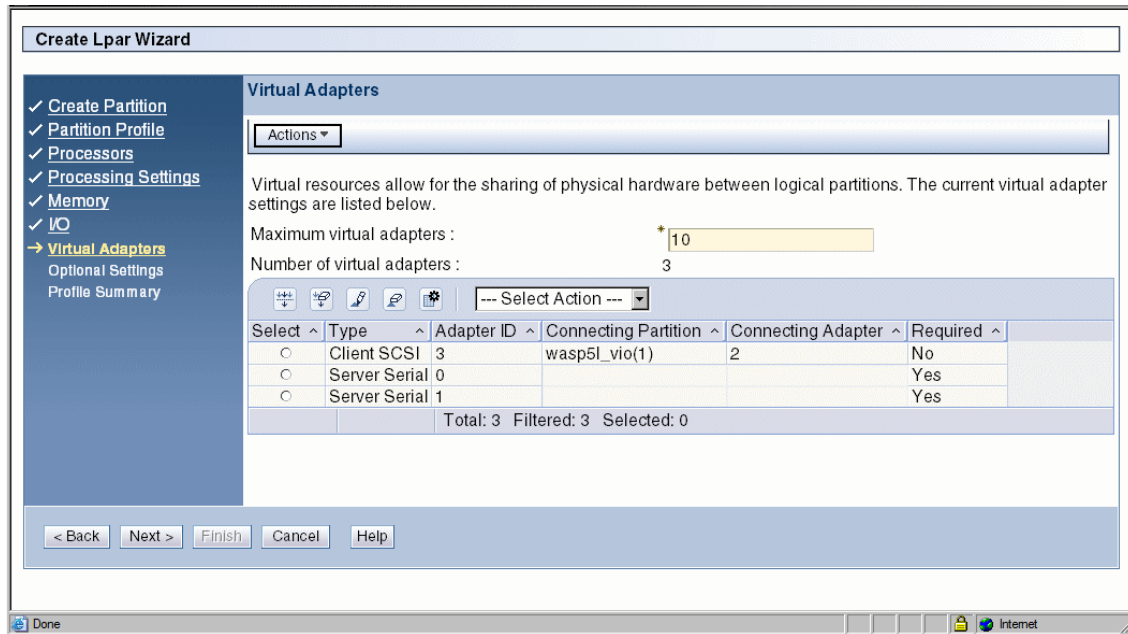 Create Lpar Wizard
Create Partition
Partition Profile
Processors
Processing Settings
Memory
I/O
Virtual Adapters
Optional Settings
Profile Summary
Virtual Adapters
Actions
Virtual resources allow for the sharing of physical hardware between logical partitions. The current virtual adapter
settings are listed below.
Maximum virtual adapters : * 10
Number of virtual adapters : 3
--- Select Action ---
Select Type Adapter ID Connecting Partition Connecting Adapter Required
Client SCSI 3 wasp5l_vio(1) 2 No
Server Serial 0 Yes
Server Serial 1 Yes
Total: 3 Filtered: 3 Selected: 0
< Back Next > Finish Cancel Help
Done Internet